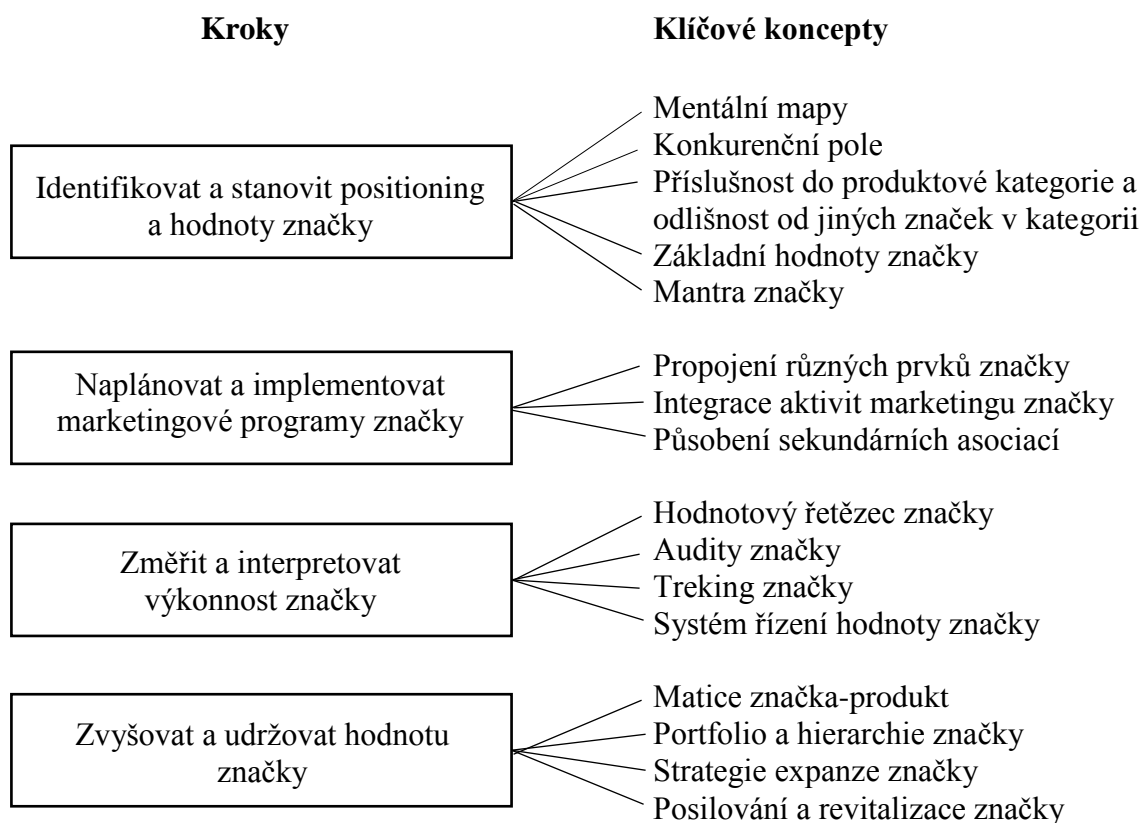 Kroky
Klíčové koncepty
Identifikovat a stanovit positioning
a hodnoty značky
Mentální mapy
Konkurenční pole
Příslušnost do produktové kategorie a
odlišnost od jiných značek v kategorii
Základní hodnoty značky
Mantra značky
Naplánovat a implementovat
marketingové programy značky
Propojení různých prvků značky
Integrace aktivit marketingu značky
Působení sekundárních asociací
Změřit a interpretovat
výkonnost značky
Hodnotový řetězec značky
Audity značky
Treking značky
Systém řízení hodnoty značky
Zvyšovat a udržovat hodnotu
značky
Matice značka-produkt
Portfolio a hierarchie značky
Strategie expanze značky
Posilování a revitalizace značky